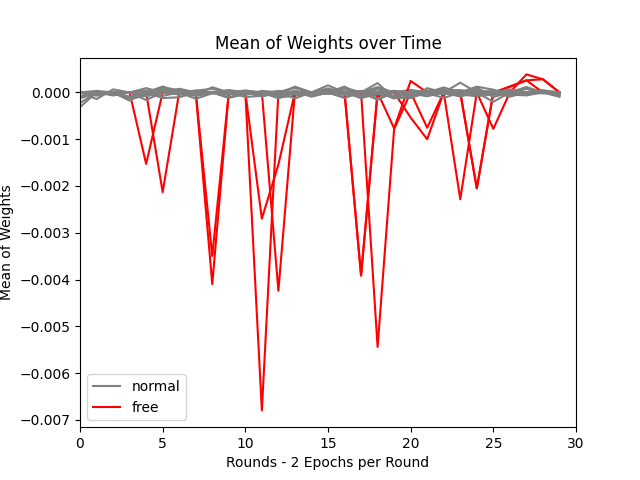 Mean of Weights over Time
0.000
−0.001
−0.002
−0.003
−0.004
−0.005
−0.006
−0.007
Mean of Weights
normal
free
0 5 10 15 20 25 30
Rounds - 2 Epochs per Round